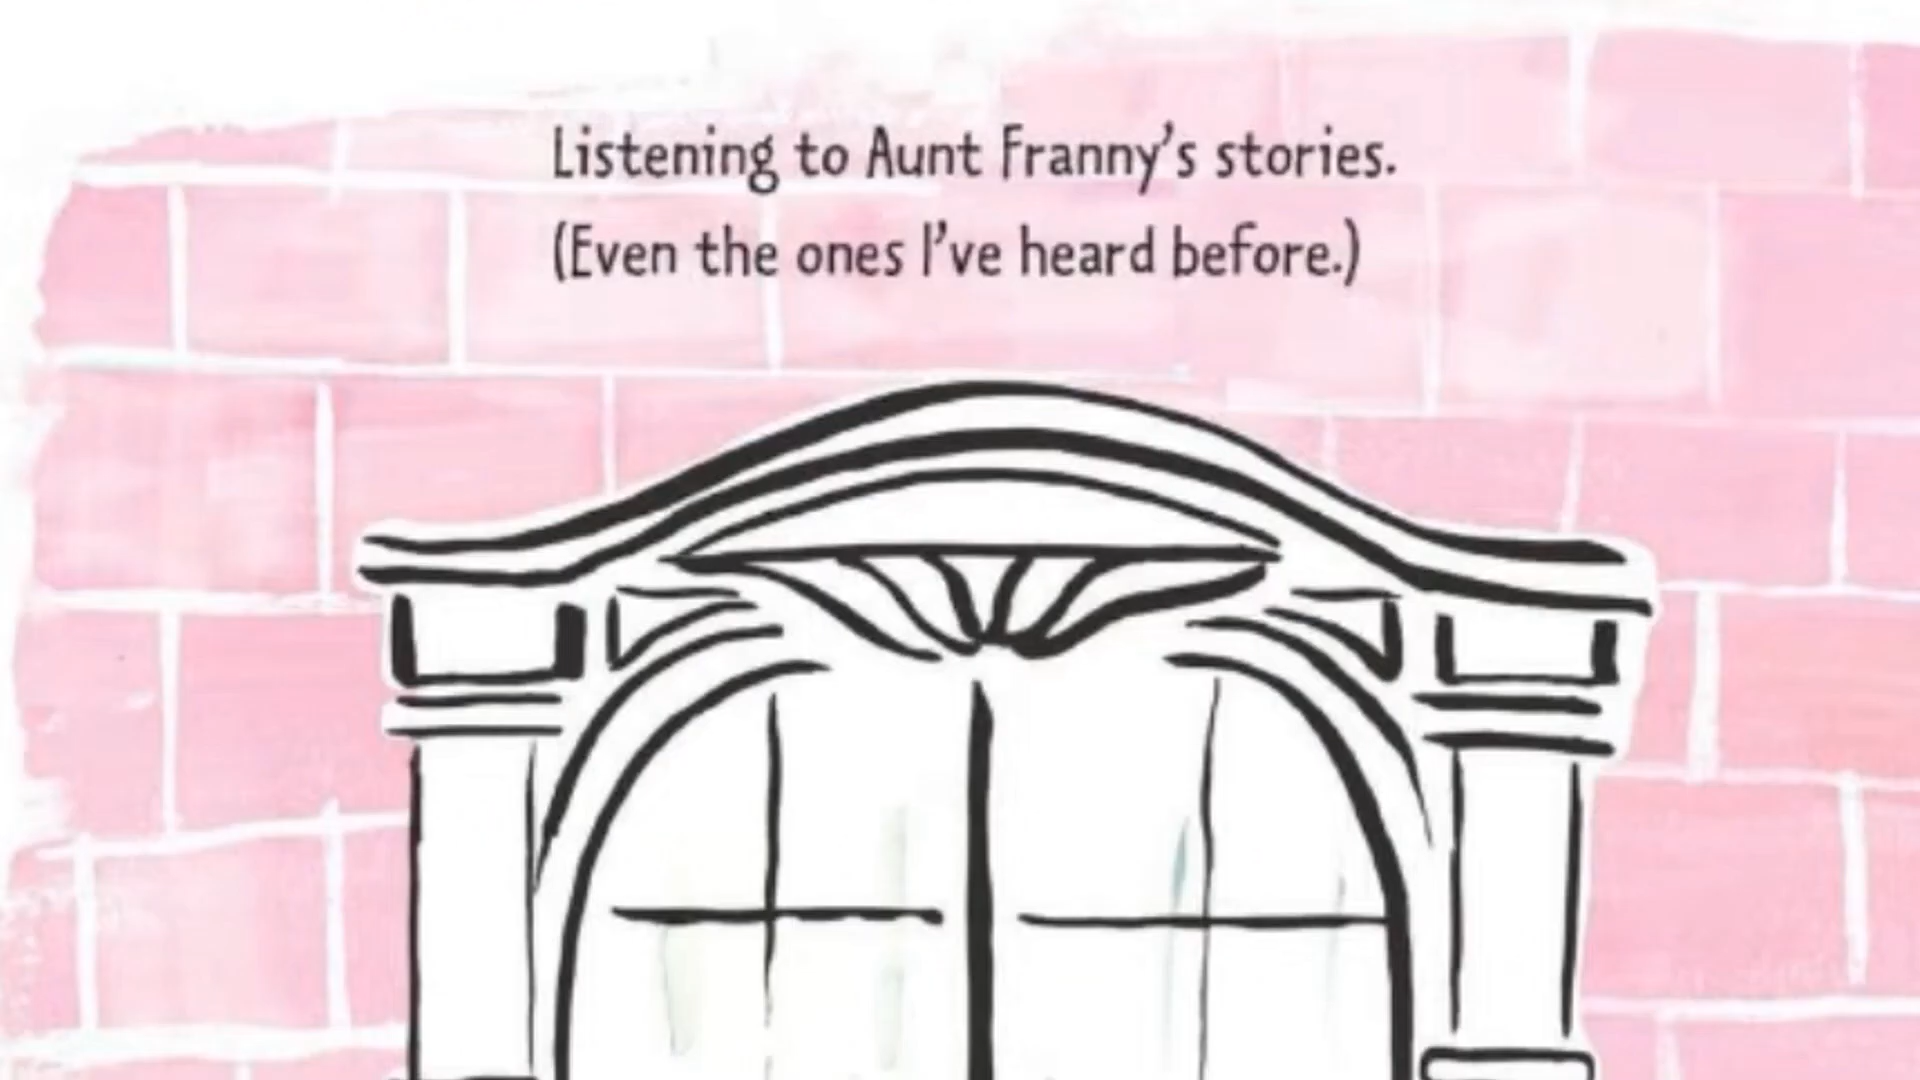 Listening to Aunt Franny’s stories.
(Even the ones I’ve heard before.)